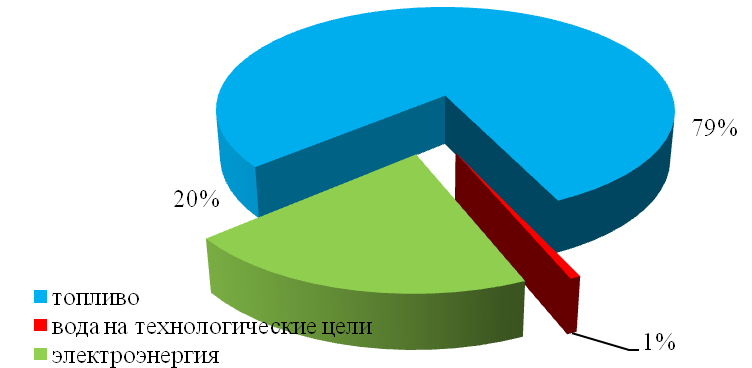 79%
20%
топливо
вода на технологические цели
электроэнергия
1%